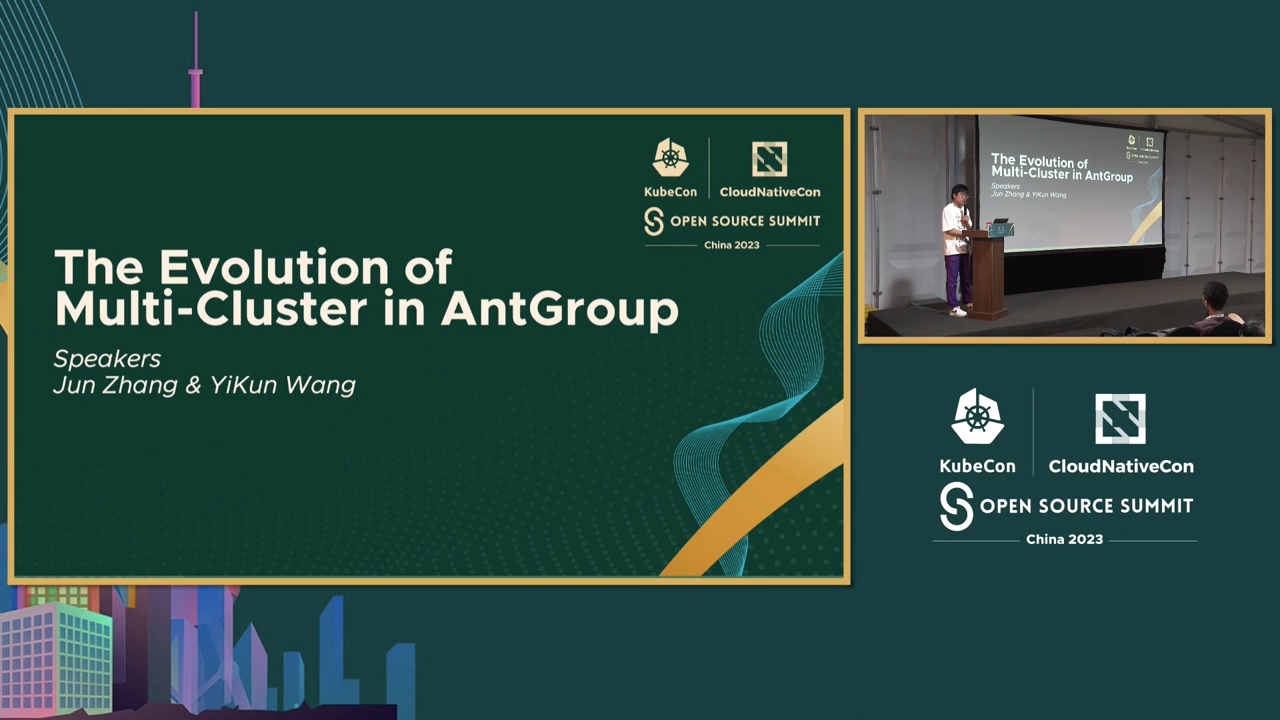 KubeCon
CloudNativeCon
OPEN SOURCE SUMMIT
China 2023
The Evolution of
Multi-Cluster in AntGroup
Speakers
Jun Zhang & YiKun Wang
The Evolution of
Multi-Cluster in AntGroup
Speakers
Jun Zhang & YiKun Wang
KubeCon
CloudNativeCon
OPEN SOURCE SUMMIT
China 2023